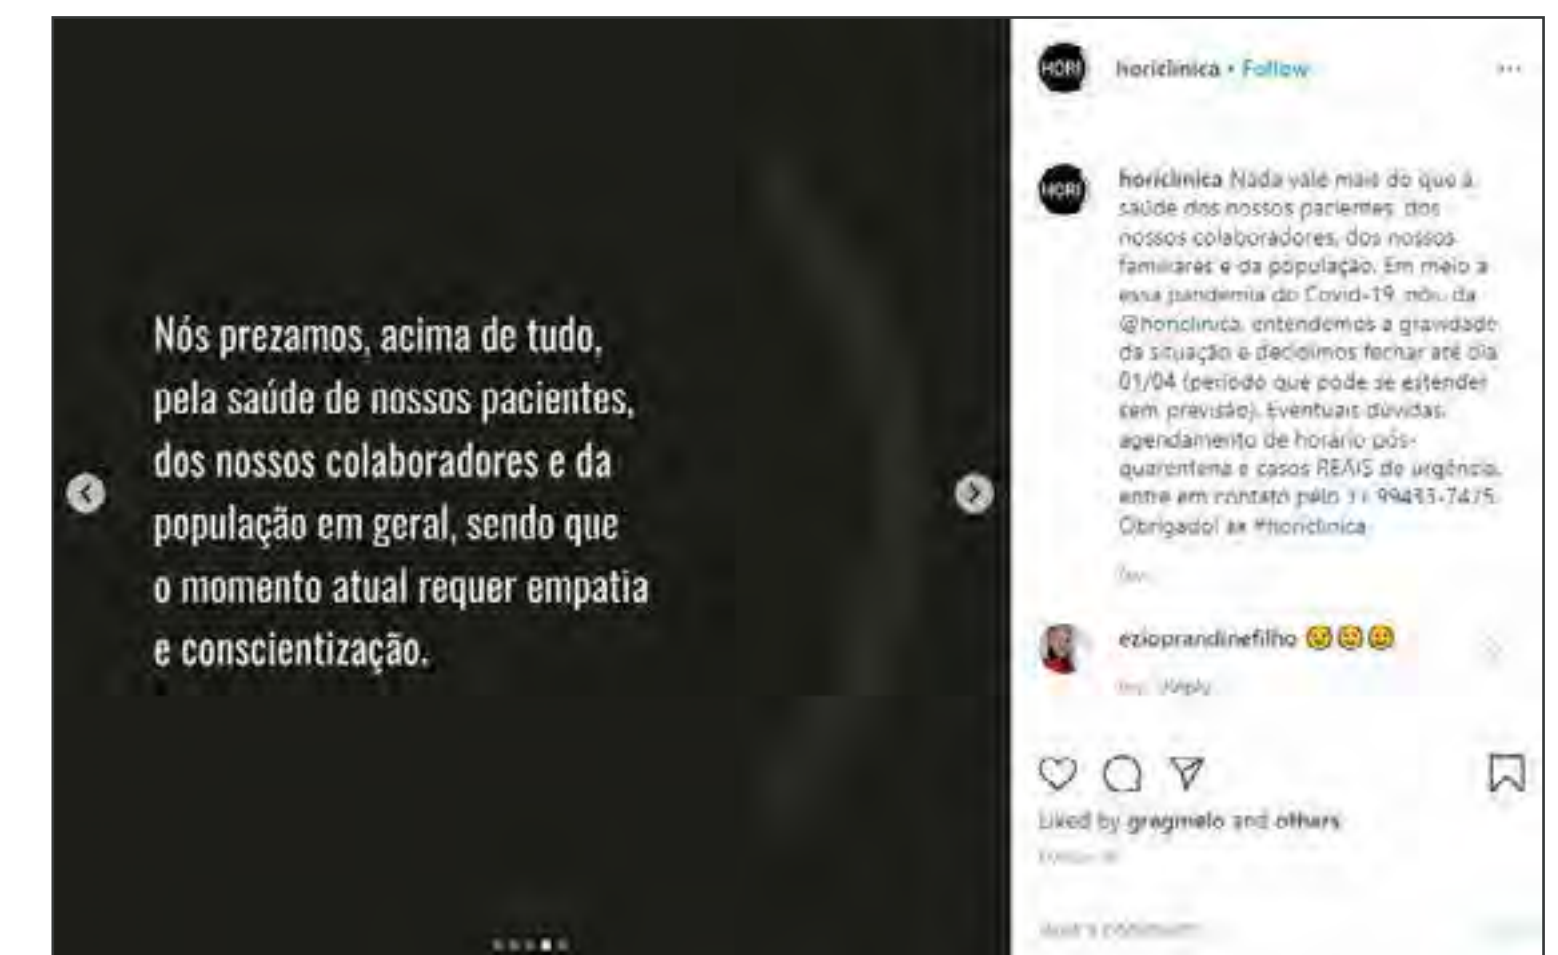 Nós prezamos, acima de tudo,
pela saúde de nossos pacientes,
dos nossos colaboradores e da
população em geral, sendo que
o momento atual requer empatia
e conscientização.
HORI
horiclinica • Follow
HORI
horiclinica Nada vale mais do que a
saúde dos nossos pacientes, dos
nossos colaboradores, dos nossos
familiares e da população. Em meio a
essa pandemia do Covid-19, nós, da
@horiclinica, entendemos a gravidade
da situação e decidimos fechar até dia
01/04 (período que pode se estender
sem previsão). Eventuais dúvidas,
agendamento de horário pós-
quarentena e casos REAIS de urgência,
entre em contato pelo
Obrigado! #horiclinica
ezioprandinefilho
Reply
Liked by gregmelo and others